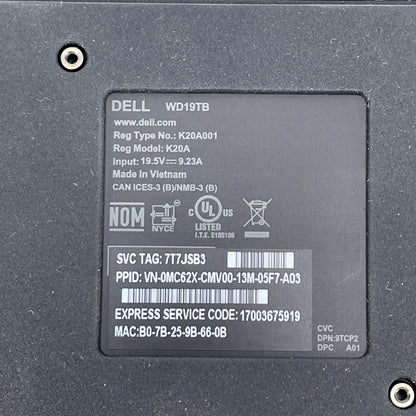 DELL WD19TB
www.dell.com
Reg Type No.: K20A001
Reg Model: K20A
Input: 19.5V⎓9.23A
Made in Vietnam
CAN ICES-3 (B)/NMB-3 (B)
NOM
NYCE
C UL US
LISTED
I.T.E. E105106
SVC TAG: 7T7JSB3
PPID: VN-0MC62X-CMV00-13M-05F7-A03
EXPRESS SERVICE CODE: 17003675919
MAC:B0-7B-25-9B-66-0B
CVC
DPN:9TCP2
DPC A01